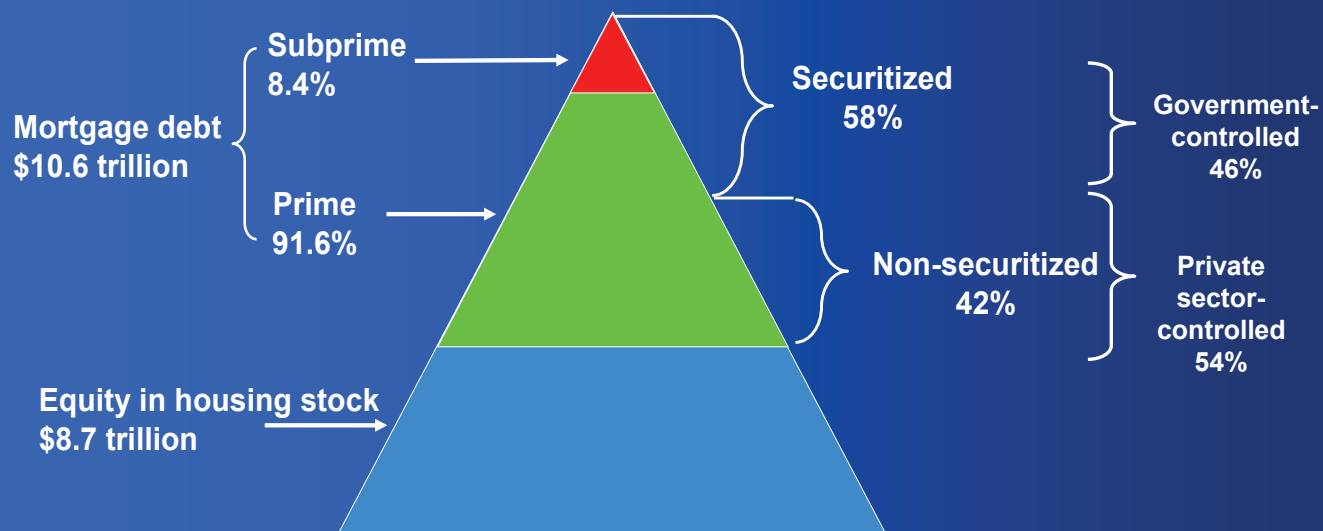 Subprime
8.4%
Mortgage debt
$10.6 trillion
Prime
91.6%
Equity in housing stock
$8.7 trillion
Securitized
58%
Non-securitized
42%
Government-
controlled
46%
Private
sector-
controlled
54%